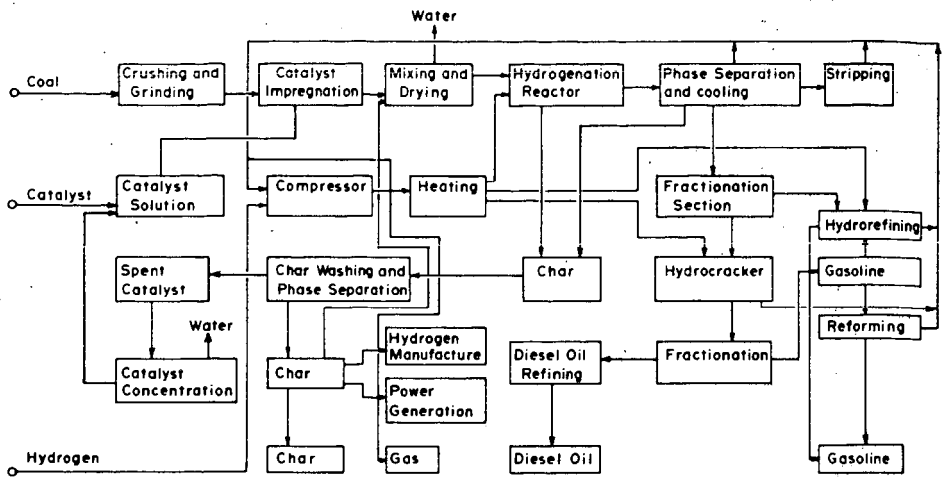 Water
Coal
Crushing and
Grinding
Catalyst
Impregnation
Mixing and
Drying
Hydrogenation
Reactor
Phase Separation
and cooling
Stripping
Catalyst
Catalyst
Solution
Compressor
Heating
Fractionation
Section
Hydrorefining
Spent
Catalyst
Char Washing and
Phase Separation
Char
Hydrocracker
Gasoline
Water
Reforming
Catalyst
Concentration
Char
Hydrogen
Manufacture
Power
Generation
Diesel Oil
Refining
Fractionation
Hydrogen
Char
Gas
Diesel Oil
Gasoline